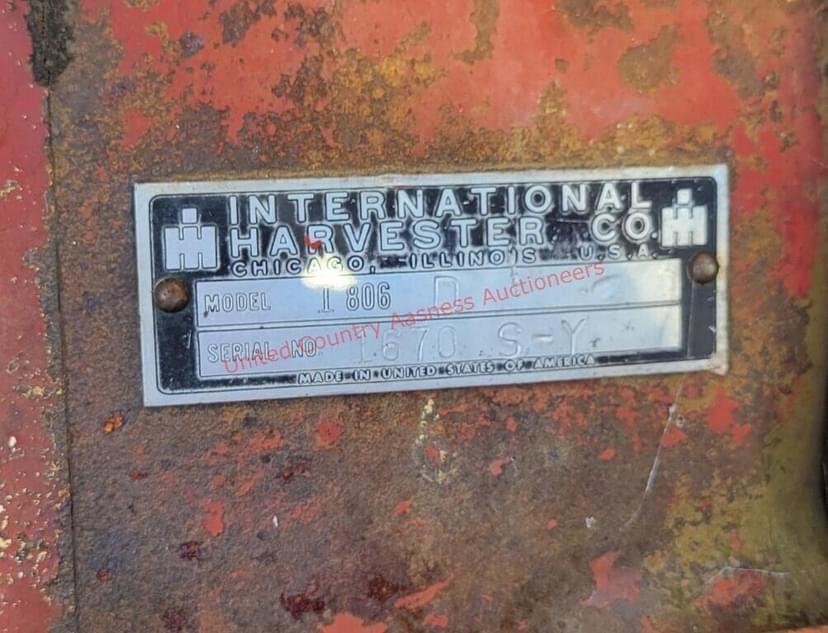 INTERNATIONAL
HARVESTER CO.
CHICAGO, ILLINOIS U.S.A.
MODEL I 806 D
SERIAL NO. 1670 S-Y
MADE IN UNITED STATES OF AMERICA
United Country Aasness Auctioneers